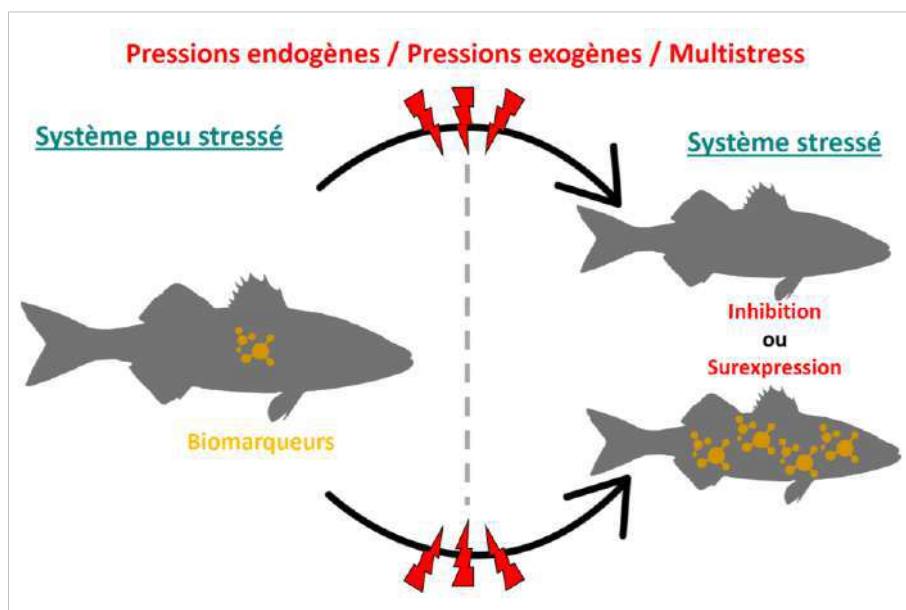 Pressions endogènes / Pressions exogènes / Multistress
Système peu stressé
Système stressé
Inhibition
ou
Surexpression
Biomarqueurs